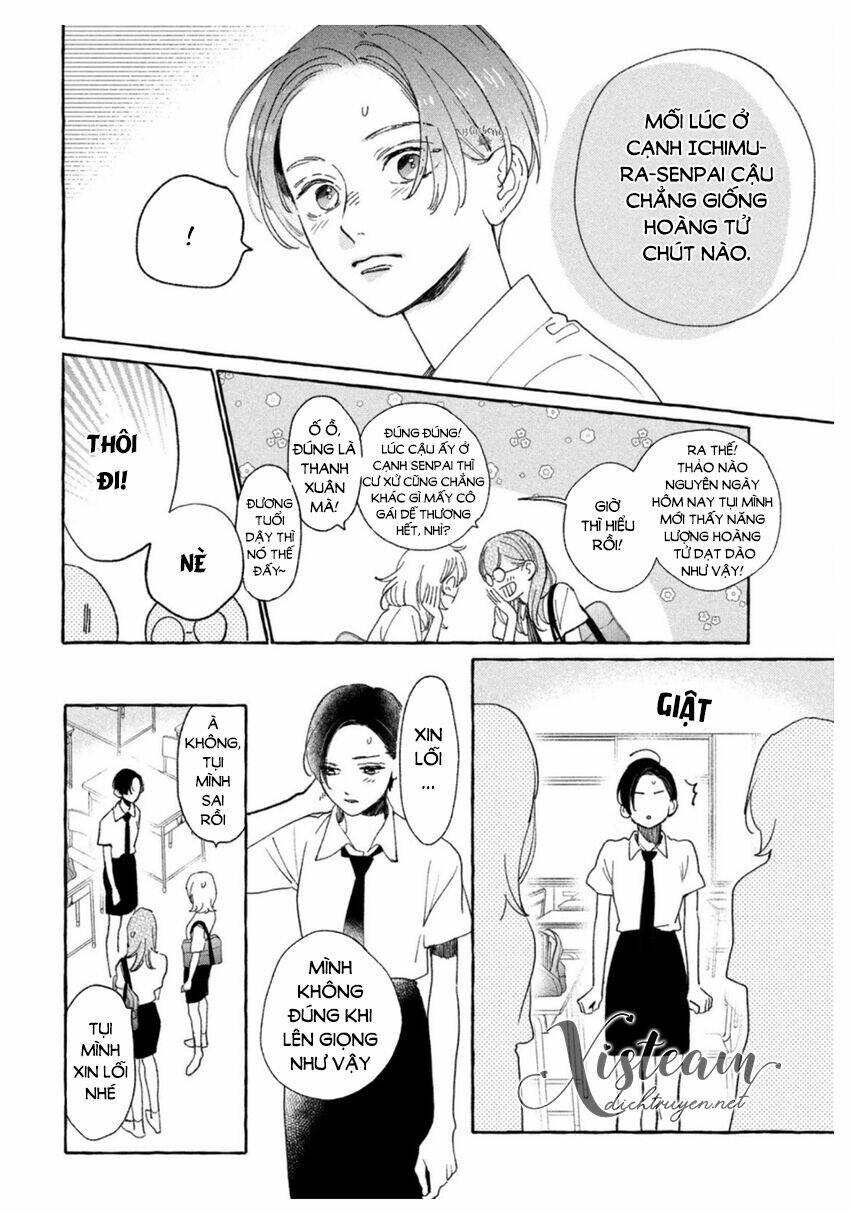 MỖI LÚC Ở
CẠNH ICHIMU-
RA-SENPAI CẬU
CHẲNG GIỐNG
HOÀNG TỬ
CHÚT NÀO.
!
RA THẾ!
THẢO NÀO
NGUYÊN NGÀY
HÔM NAY TỤI MÌNH
MỚI THẤY NĂNG
LƯỢNG HOÀNG
TỬ DẠT DÀO
NHƯ VẬY!
GIỜ
THÌ HIỂU
RỒI!
ĐÚNG ĐÚNG!
LÚC CẬU ẤY Ở
CẠNH SENPAI THÌ
CƯ XỬ CŨNG CHẲNG
KHÁC GÌ MẤY CÔ
GÁI DỄ THƯƠNG
HẾT, NHỈ?
Ố Ồ,
ĐÚNG LÀ
THANH
XUÂN
MÀ!
ĐƯƠNG
TUỔI
DẬY THÌ
NÓ THẾ
ĐẤY~
THÔI
ĐI!
NÈ
GIẬT
XIN
LỖI
...
MÌNH
KHÔNG
ĐÚNG KHI
LÊN GIỌNG
NHƯ VẬY
À
KHÔNG,
TỤI
MÌNH
SAI
RỒI
TỤI
MÌNH
XIN LỖI
NHÉ
Xisteam
dichtruyen.net